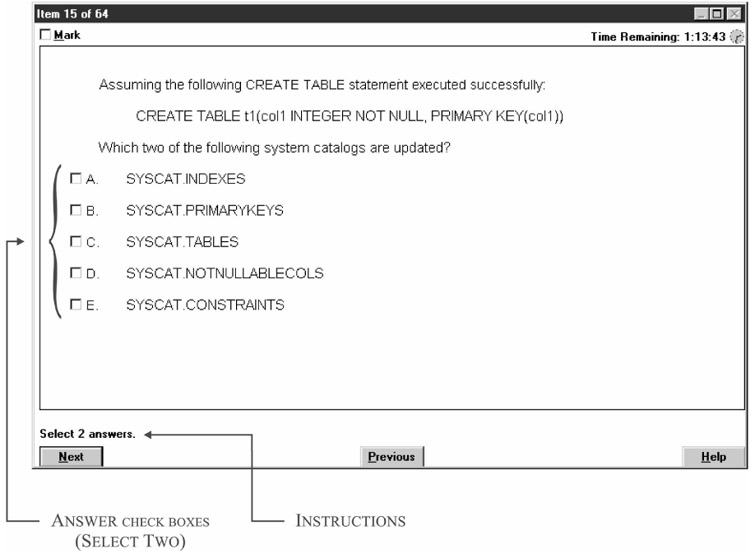 Item 15 of 64
Mark
Time Remaining: 1:13:43
Assuming the following CREATE TABLE statement executed successfully:
CREATE TABLE t1(col1 INTEGER NOT NULL, PRIMARY KEY(col1))
Which two of the following system catalogs are updated?
A. SYSCAT.INDEXES
B. SYSCAT.PRIMARYKEYS
C. SYSCAT.TABLES
D. SYSCAT.NOTNULLABLECOLS
E. SYSCAT.CONSTRAINTS
Select 2 answers.
Next
Previous
Help
ANSWER CHECK BOXES
(SELECT TWO)
INSTRUCTIONS